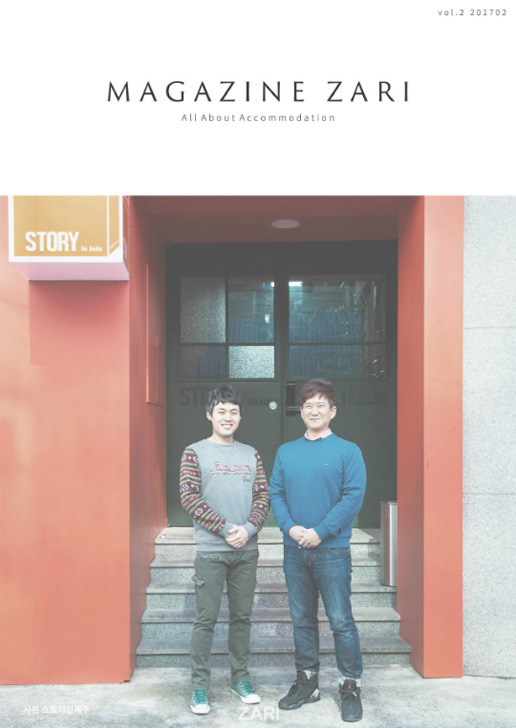 vol.2 201702
MAGAZINE ZARI
All About Accommodation
STORY in JeJu
STORY
House
사진 스토리인제주
ZARI